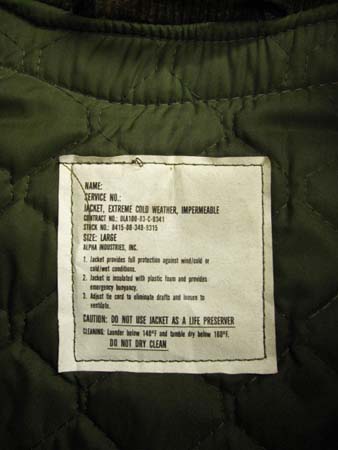 NAME:
SERVICE NO.:
JACKET, EXTREME COLD WEATHER, IMPERMEABLE
CONTRACT NO.: DLA100-83-C-0341
STOCK NO.: 8415-00-349-9315
SIZE: LARGE
ALPHA INDUSTRIES, INC.
1. Jacket provides full protection against wind/cold or
cold/wet conditions.
2. Jacket is insulated with plastic foam and provides
emergency buoyancy.
3. Adjust tie cord to eliminate drafts and loosen to
ventilate.
CAUTION: DO NOT USE JACKET AS A LIFE PRESERVER
CLEANING: Launder below 140°F and tumble dry below 160°F.
DO NOT DRY CLEAN